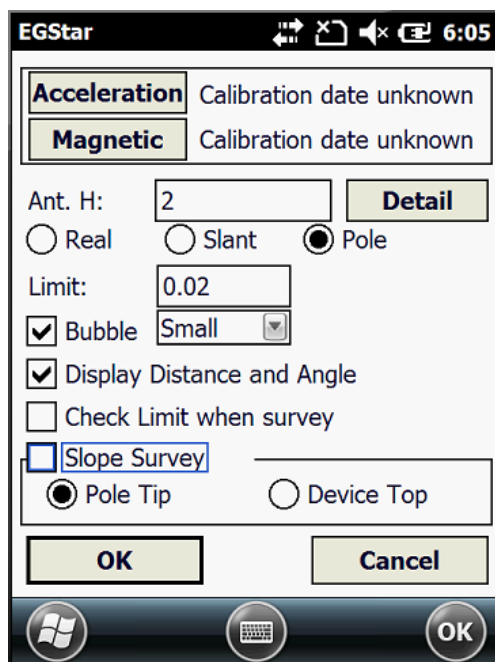 EGStar 6:05
Acceleration Calibration date unknown
Magnetic Calibration date unknown
Ant. H: 2 Detail
Real Slant Pole
Limit: 0.02
Bubble Small
Display Distance and Angle
Check Limit when survey
Slope Survey
Pole Tip Device Top
OK Cancel
OK